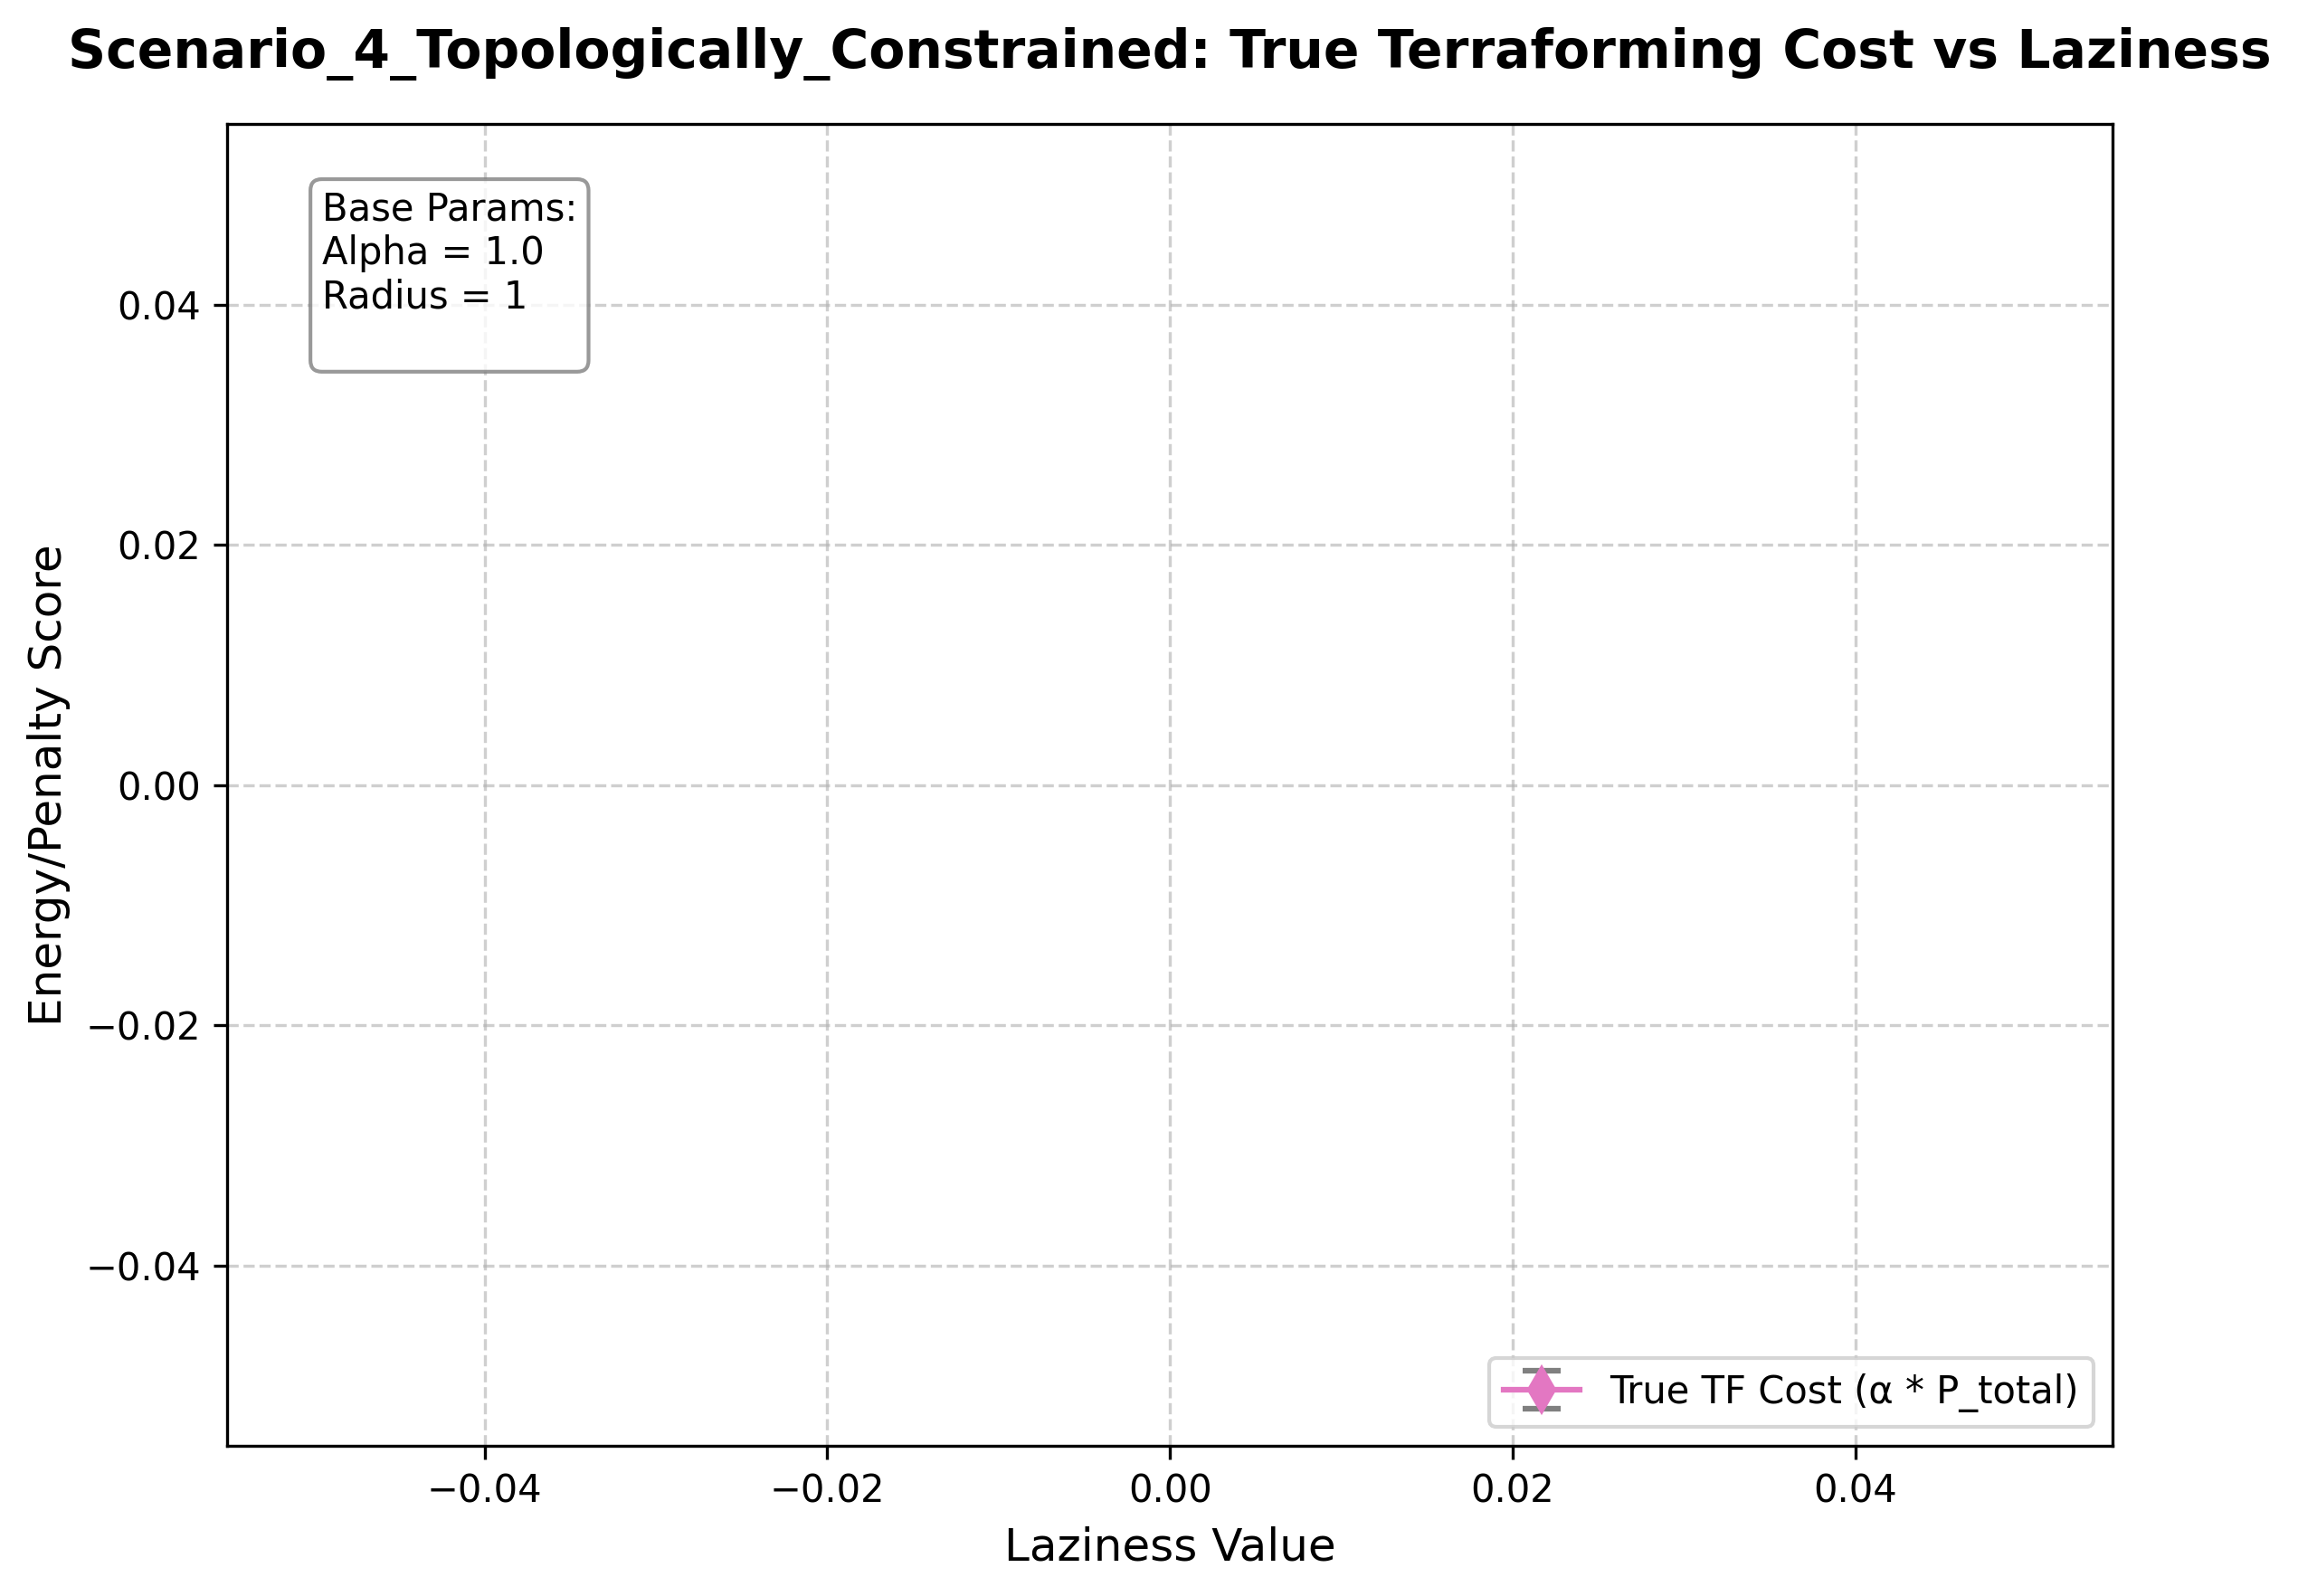 Scenario_4_Topologically_Constrained: True Terraforming Cost vs Laziness
Base Params:
Alpha = 1.0
Radius = 1
Energy/Penalty Score
0.04
0.02
0.00
−0.02
−0.04
True TF Cost (α * P_total)
−0.04
−0.02
0.00
0.02
0.04
Laziness Value